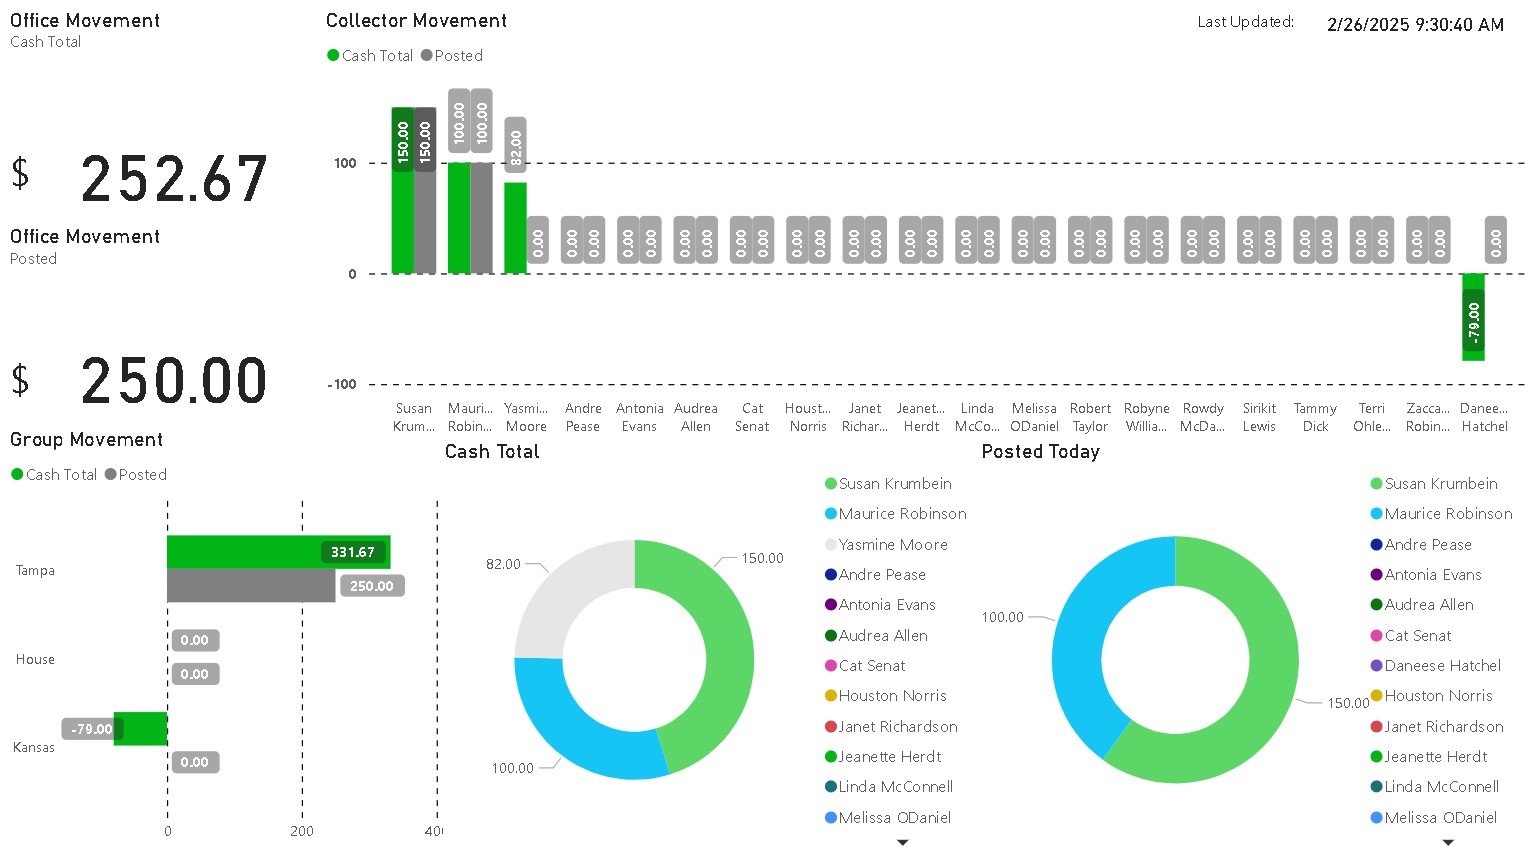 Office Movement
Cash Total
$ 252.67
Office Movement
Posted
$ 250.00
Collector Movement
Cash Total Posted
Last Updated: 2/26/2025 9:30:40 AM
100
0
-100
150.00 150.00 100.00 100.00 82.00 0.00 0.00 0.00 0.00 0.00 0.00 0.00 0.00 0.00 0.00 0.00 0.00 0.00 0.00 0.00 0.00 0.00 0.00 0.00 0.00 0.00 0.00 0.00 0.00 0.00 0.00 0.00 0.00 0.00 0.00 0.00 0.00 0.00 -79.00 0.00
Susan Mauri... Yasmi... Andre Antonia Audrea Cat Houst... Janet Jeanet... Linda Melissa Robert Robyne Rowdy Sirikit Tammy Terri Zacca... Danee...
Krum... Robin... Moore Pease Evans Allen Senat Norris Richar... Herdt McCo... ODaniel Taylor Willia... McDa... Lewis Dick Ohle... Robin... Hatchel
Group Movement
Cash Total Posted
Tampa
331.67
250.00
House
0.00
0.00
Kansas
-79.00
0.00
0 200 40
Cash Total
82.00
150.00
100.00
Susan Krumbein
Maurice Robinson
Yasmine Moore
Andre Pease
Antonia Evans
Audrea Allen
Cat Senat
Houston Norris
Janet Richardson
Jeanette Herdt
Linda McConnell
Melissa ODaniel
Posted Today
100.00
150.00
Susan Krumbein
Maurice Robinson
Andre Pease
Antonia Evans
Audrea Allen
Cat Senat
Daneese Hatchel
Houston Norris
Janet Richardson
Jeanette Herdt
Linda McConnell
Melissa ODaniel